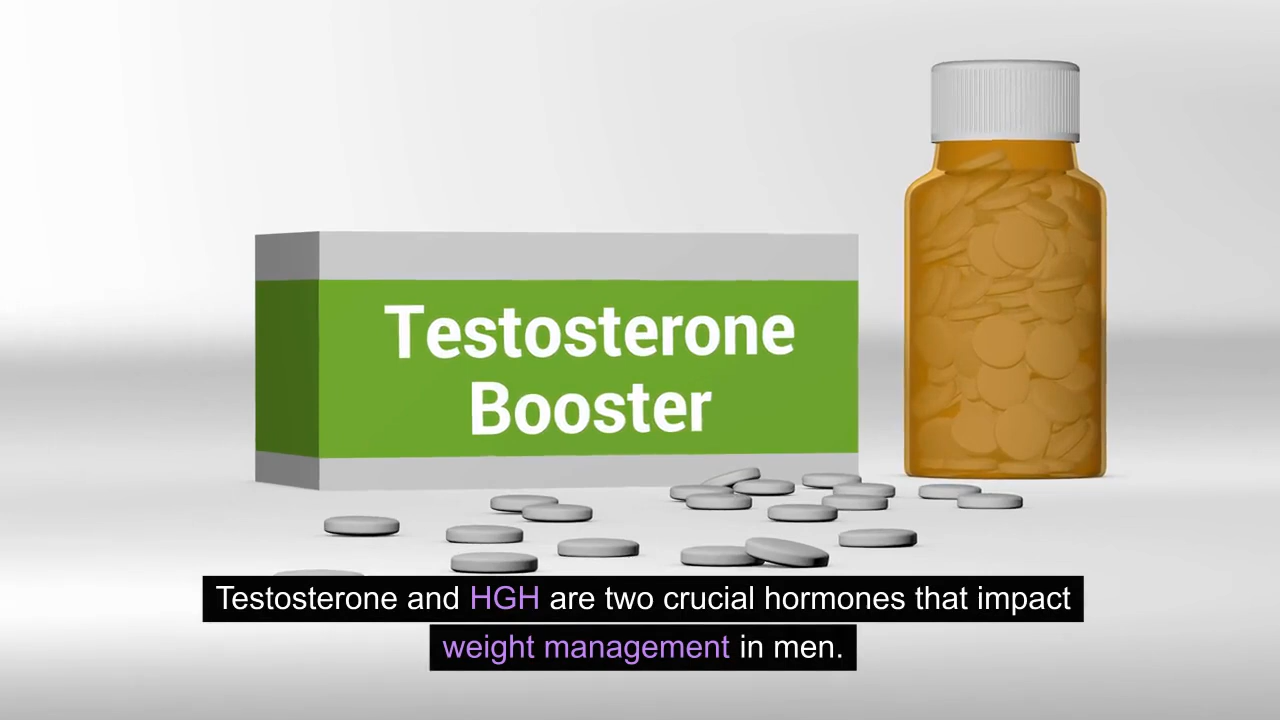 Testosterone
Booster
Testosterone and HGH are two crucial hormones that impact
weight management in men.